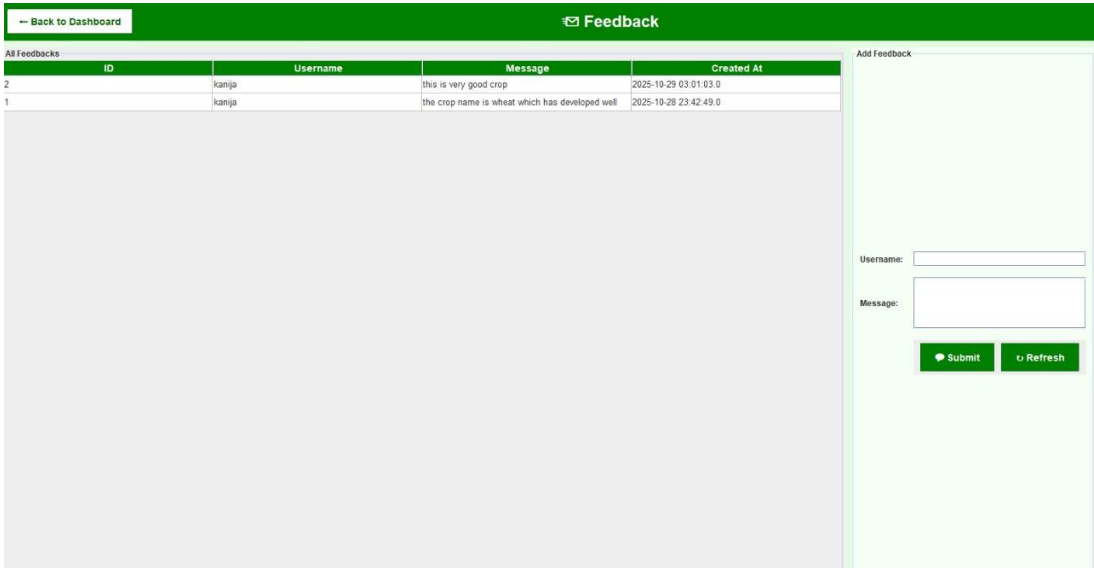 ← Back to Dashboard
Feedback
All Feedbacks
ID Username Message Created At
2 kanija this is very good crop 2025-10-29 03:01:03.0
1 kanija the crop name is wheat which has developed well 2025-10-28 23:42:49.0
Add Feedback
Username:
Message:
Submit Refresh